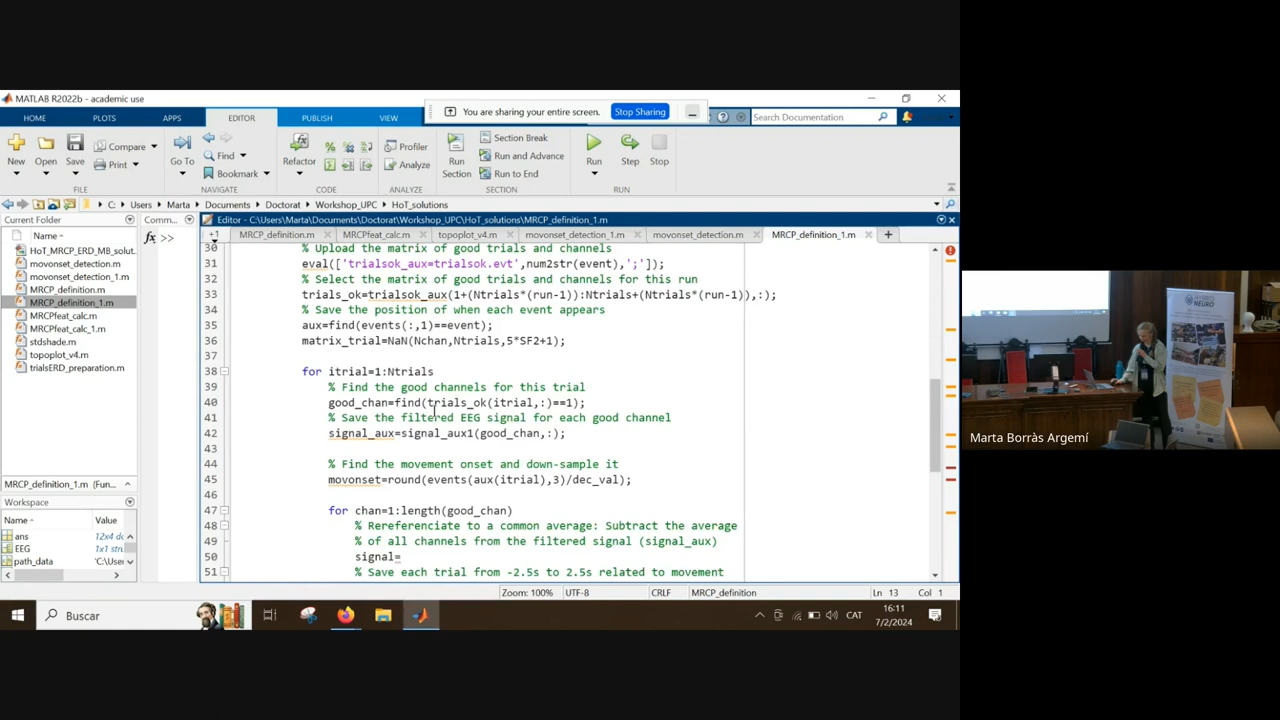 MATLAB R2022b - academic use
You are sharing your entire screen.
Stop Sharing
HOME
PLOTS
APPS
EDITOR
PUBLISH
VIEW
Search Documentation
New
Open
Save
Compare
Print
Go To
Find
Bookmark
Refactor
Profiler
Analyze
Run
Section
Section Break
Run and Advance
Run to End
Run
Step
Stop
FILE
NAVIGATE
CODE
ANALYZE
SECTION
RUN
C: Users Marta Documents Doctorat Workshop_UPC HoT_solutions
Current Folder
Comm...
Editor - C:\Users\Marta\Documents\Doctorat\Workshop_UPC\HoT_solutions\MRCP_definition_1.m
Name
HoT_MRCP_ERD_MB_solut...
movonset_detection.m
movonset_detection_1.m
MRCP_definition.m
MRCP_definition_1.m
MRCPfeat_calc.m
MRCPfeat_calc_1.m
stdshade.m
topoplot_v4.m
trialsERD_preparation.m
fx >>
+1
MRCP_definition.m
MRCPfeat_calc.m
topoplot_v4.m
movonset_detection_1.m
movonset_detection.m
MRCP_definition_1.m
30 % Upload the matrix of good trials and channels
31 eval(['trialsok_aux=trialsok.evt',num2str(event),';']);
32 % Select the matrix of good trials and channels for this run
33 trials_ok=trialsok_aux(1+(Ntrials*(run-1)):Ntrials+(Ntrials*(run-1)),:);
34 % Save the position of when each event appears
35 aux=find(events(:,1)==event);
36 matrix_trial=NaN(Nchan,Ntrials,5*SF2+1);
37
38 for itrial=1:Ntrials
39 % Find the good channels for this trial
40 good_chan=find(trials_ok(itrial,:)==1);
41 % Save the filtered EEG signal for each good channel
42 signal_aux=signal_aux1(good_chan,:);
43
44 % Find the movement onset and down-sample it
45 movonset=round(events(aux(itrial),3)/dec_val);
46
47 for chan=1:length(good_chan)
48 % Rereferenciate to a common average: Subtract the average
49 % of all channels from the filtered signal (signal_aux)
50 signal=
51 % Save each trial from -2.5s to 2.5s related to movement
MRCP_definition_1.m (Fun...
Workspace
Name
Value
ans
12x4 do
EEG
1x1 stru
path_data
'C:\User
Zoom: 100%
UTF-8
CRLF
MRCP_definition
Ln 13
Col 1
Buscar
CAT
16:11
7/2/2024
NEURO
Marta Borràs Argemí